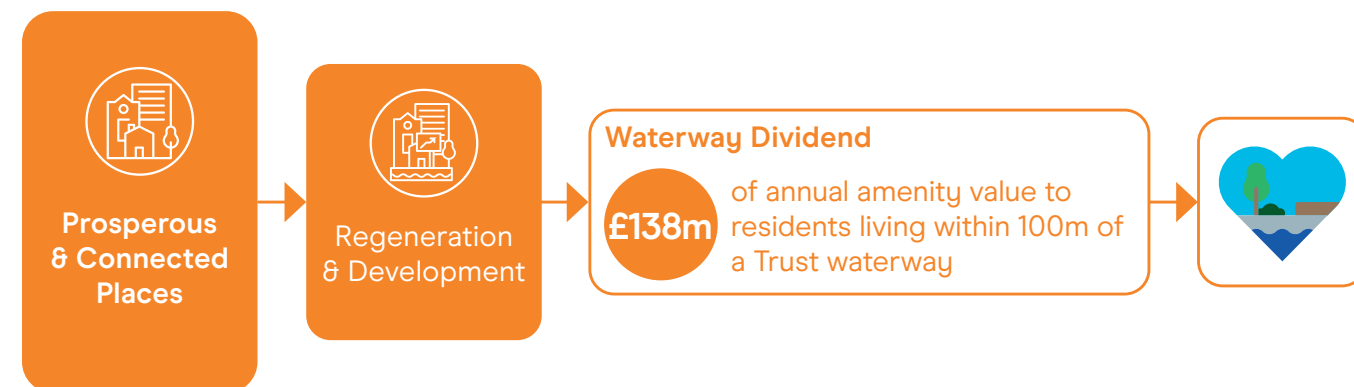 Prosperous
& Connected
Places
Regeneration
& Development
Waterway Dividend
£138m
of annual amenity value to
residents living within 100m of
a Trust waterway